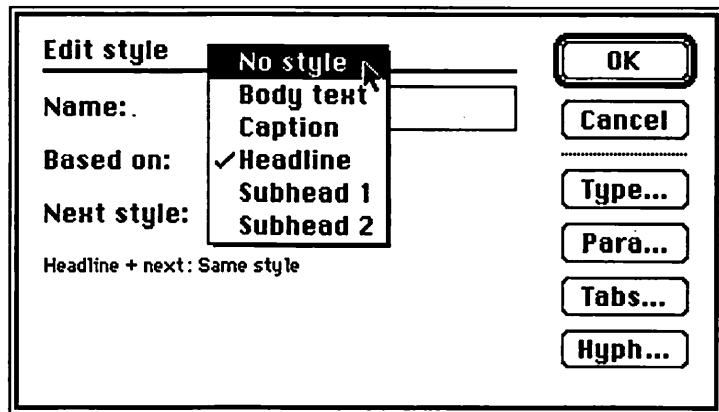 Edit style
No style
Body text
Caption
✓Headline
Subhead 1
Subhead 2
Name:
Based on:
Next style:
Headline + next: Same style
OK
Cancel
Type...
Para...
Tabs...
Hyph...